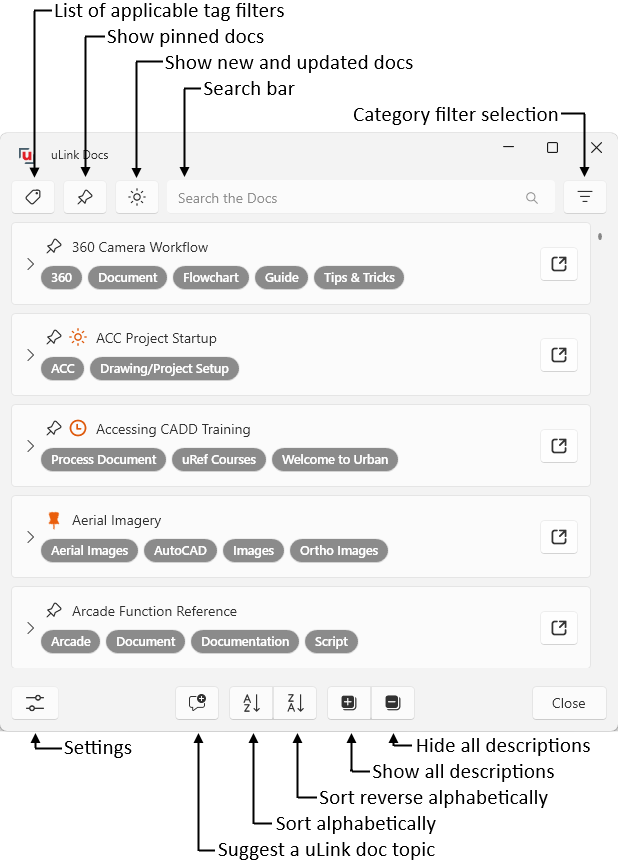 List of applicable tag filters
Show pinned docs
Show new and updated docs
Search bar
Category filter selection
u
uLink Docs
Search the Docs
360 Camera Workflow
360 Document Flowchart Guide Tips & Tricks
ACC Project Startup
ACC Drawing/Project Setup
Accessing CADD Training
Process Document uRef Courses Welcome to Urban
Aerial Imagery
Aerial Images AutoCAD Images Ortho Images
Arcade Function Reference
Arcade Document Documentation Script
A Z
Z A
Close
Settings
Hide all descriptions
Show all descriptions
Sort reverse alphabetically
Sort alphabetically
Suggest a uLink doc topic